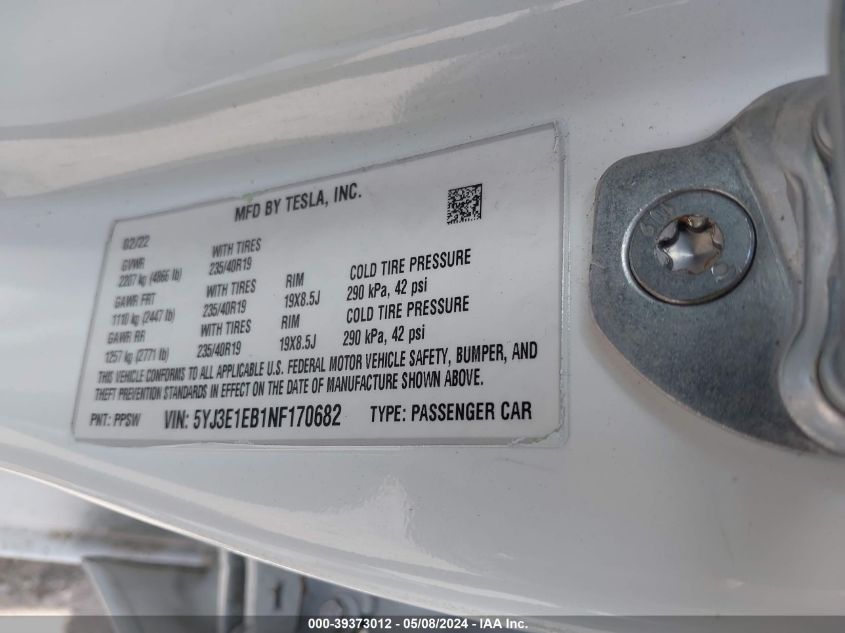 MFD BY TESLA, INC.
02/22
GVWR WITH TIRES
2207 kg (4866 lb) 235/40R19
GAWR FRT WITH TIRES RIM COLD TIRE PRESSURE
1110 kg (2447 lb) 235/40R19 19X8.5J 290 kPa, 42 psi
GAWR RR WITH TIRES RIM COLD TIRE PRESSURE
1257 kg (2771 lb) 235/40R19 19X8.5J 290 kPa, 42 psi
THIS VEHICLE CONFORMS TO ALL APPLICABLE U.S. FEDERAL MOTOR VEHICLE SAFETY, BUMPER, AND
THEFT PREVENTION STANDARDS IN EFFECT ON THE DATE OF MANUFACTURE SHOWN ABOVE.
PNT: PPSW VIN: 5YJ3E1EB1NF170682 TYPE: PASSENGER CAR
000-39373012 - 05/08/2024 - IAA Inc.